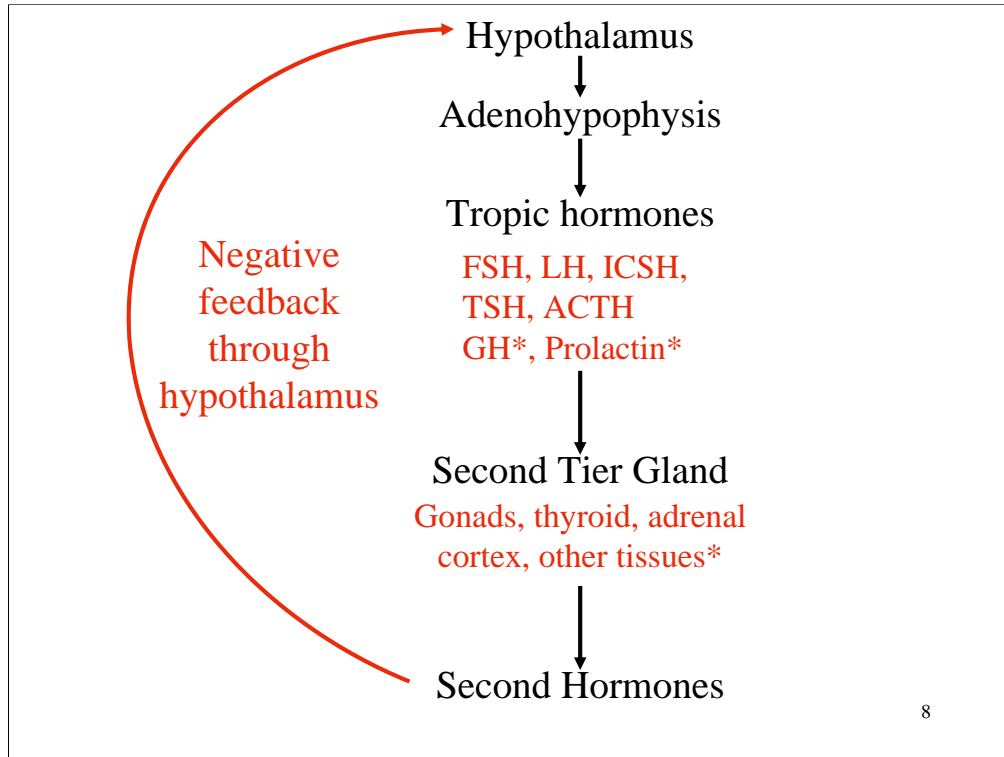 Hypothalamus
Adenohypophysis
Tropic hormones
FSH, LH, ICSH,
TSH, ACTH
GH*, Prolactin*
Negative
feedback
through
hypothalamus
Second Tier Gland
Gonads, thyroid, adrenal
cortex, other tissues*
Second Hormones
8